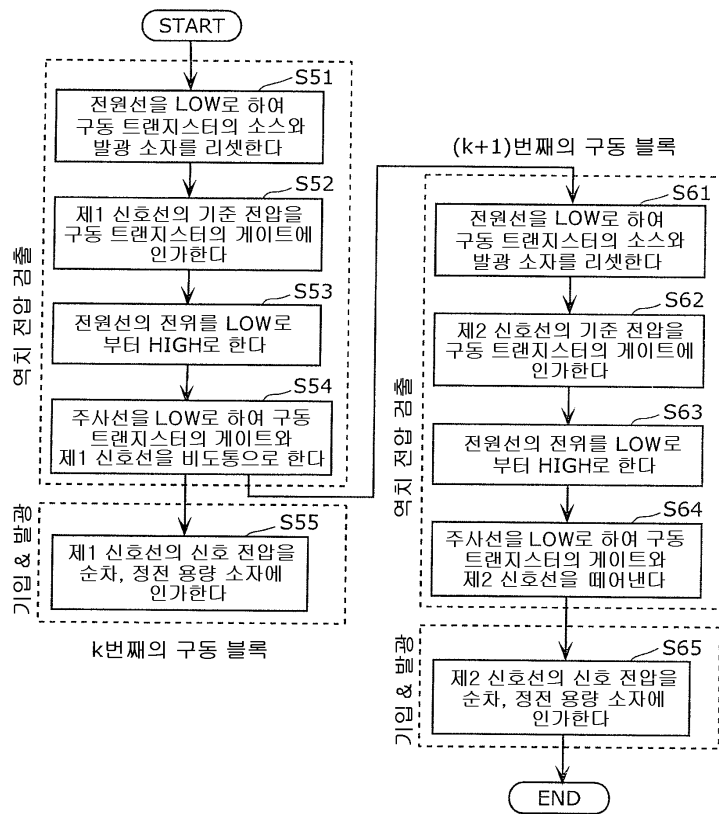 START
S51
전원선을 LOW로 하여
구동 트랜지스터의 소스와
발광 소자를 리셋한다
S52
제1 신호선의 기준 전압을
구동 트랜지스터의 게이트에
인가한다
S53
전원선의 전위를 LOW로
부터 HIGH로 한다
S54
주사선을 LOW로 하여 구동
트랜지스터의 게이트와
제1 신호선을 비도통으로 한다
역치 전압 검출
S55
제1 신호선의 신호 전압을
순차, 정전 용량 소자에
인가한다
기입 & 발광
k번째의 구동 블록
(k+1)번째의 구동 블록
S61
전원선을 LOW로 하여
구동 트랜지스터의 소스와
발광 소자를 리셋한다
S62
제2 신호선의 기준 전압을
구동 트랜지스터의 게이트에
인가한다
S63
전원선의 전위를 LOW로
부터 HIGH로 한다
S64
주사선을 LOW로 하여 구동
트랜지스터의 게이트와
제2 신호선을 떼어낸다
역치 전압 검출
S65
제2 신호선의 신호 전압을
순차, 정전 용량 소자에
인가한다
기입 & 발광
END